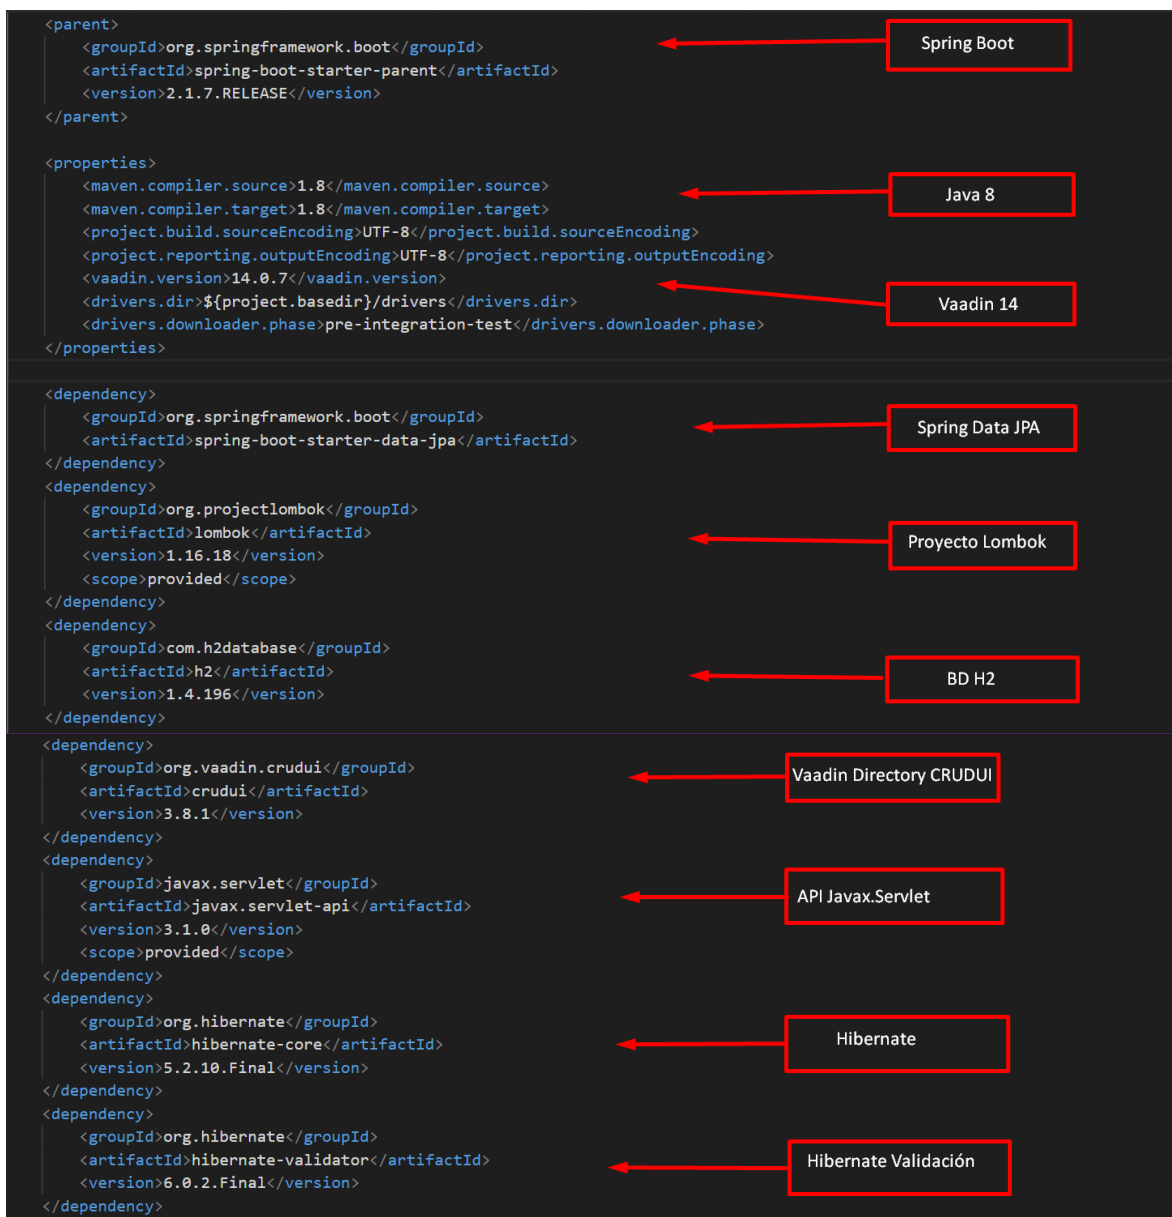 <parent>
<groupId>org.springframework.boot</groupId>
Spring Boot
<artifactId>spring-boot-starter-parent</artifactId>
<version>2.1.7.RELEASE</version>
</parent>
<properties>
<maven.compiler.source>1.8</maven.compiler.source>
Java 8
<maven.compiler.target>1.8</maven.compiler.target>
<project.build.sourceEncoding>UTF-8</project.build.sourceEncoding>
<project.reporting.outputEncoding>UTF-8</project.reporting.outputEncoding>
<vaadin.version>14.0.7</vaadin.version>
<drivers.dir>${project.basedir}/drivers</drivers.dir>
Vaadin 14
<drivers.downloader.phase>pre-integration-test</drivers.downloader.phase>
</properties>
<dependency>
<groupId>org.springframework.boot</groupId>
Spring Data JPA
<artifactId>spring-boot-starter-data-jpa</artifactId>
</dependency>
<dependency>
<groupId>org.projectlombok</groupId>
<artifactId>lombok</artifactId>
Proyecto Lombok
<version>1.16.18</version>
<scope>provided</scope>
</dependency>
<dependency>
<groupId>com.h2database</groupId>
<artifactId>h2</artifactId>
BD H2
<version>1.4.196</version>
</dependency>
<dependency>
<groupId>org.vaadin.crudui</groupId>
Vaadin Directory CRUDUI
<artifactId>crudui</artifactId>
<version>3.8.1</version>
</dependency>
<dependency>
<groupId>javax.servlet</groupId>
API Javax.Servlet
<artifactId>javax.servlet-api</artifactId>
<version>3.1.0</version>
<scope>provided</scope>
</dependency>
<dependency>
<groupId>org.hibernate</groupId>
Hibernate
<artifactId>hibernate-core</artifactId>
<version>5.2.10.Final</version>
</dependency>
<dependency>
<groupId>org.hibernate</groupId>
<artifactId>hibernate-validator</artifactId>
Hibernate Validación
<version>6.0.2.Final</version>
</dependency>